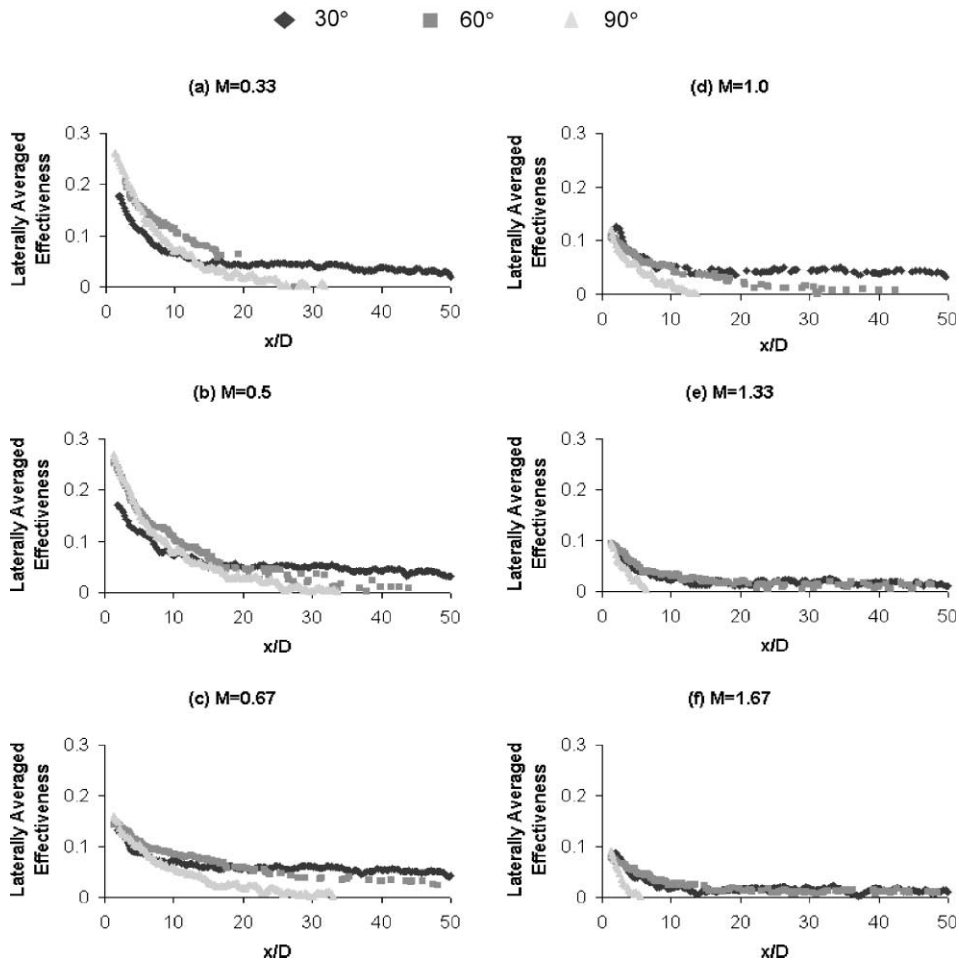 30° 60° 90°
(a) M=0.33
Laterally Averaged
Effectiveness
0.3
0.2
0.1
0
0 10 20 30 40 50
x/D
(d) M=1.0
Laterally Averaged
Effectiveness
0.3
0.2
0.1
0
0 10 20 30 40 50
x/D
(b) M=0.5
Laterally Averaged
Effectiveness
0.3
0.2
0.1
0
0 10 20 30 40 50
x/D
(e) M=1.33
Laterally Averaged
Effectiveness
0.3
0.2
0.1
0
0 10 20 30 40 50
x/D
(c) M=0.67
Laterally Averaged
Effectiveness
0.3
0.2
0.1
0
0 10 20 30 40 50
x/D
(f) M=1.67
Laterally Averaged
Effectiveness
0.3
0.2
0.1
0
0 10 20 30 40 50
x/D